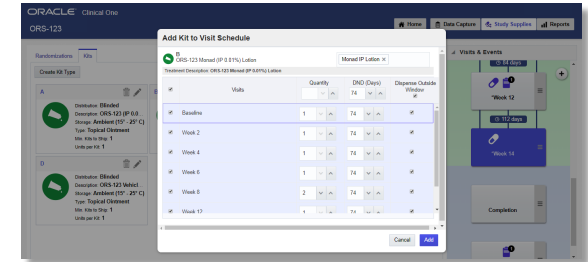 ORACLE Clinical One
ORS-123
Home
Data Capture
Study Supplies
Reports
Randomizations
Kits
Create Kit Type
A
Distribution: Blinded
Description: ORS-123 (IP 0.0
Storage: Ambient (15° - 25° C)
Type: Topical Ointment
Min. Kits to Ship: 1
Units per Kit: 1
D
Distribution: Blinded
Description: ORS-123 Vehicl
Storage: Ambient (15° - 25° C)
Type: Topical Ointment
Min. Kits to Ship: 1
Units per Kit: 1
Add Kit to Visit Schedule
B
ORS-123 Monad (IP 0.81%) Lotion
Monad IP Lotion ×
Treatment Description: ORS-123 Monad (IP 0.81%) Lotion
Visits
Quantity
DND (Days)
74
Dispense Outside Window
Baseline 1 74
Week 2 1 74
Week 4 1 74
Week 6 1 74
Week 8 2 74
Week 12 1 74
Cancel
Add
Visits & Events
84 days
*Week 12
112 days
*Week 14
Completion